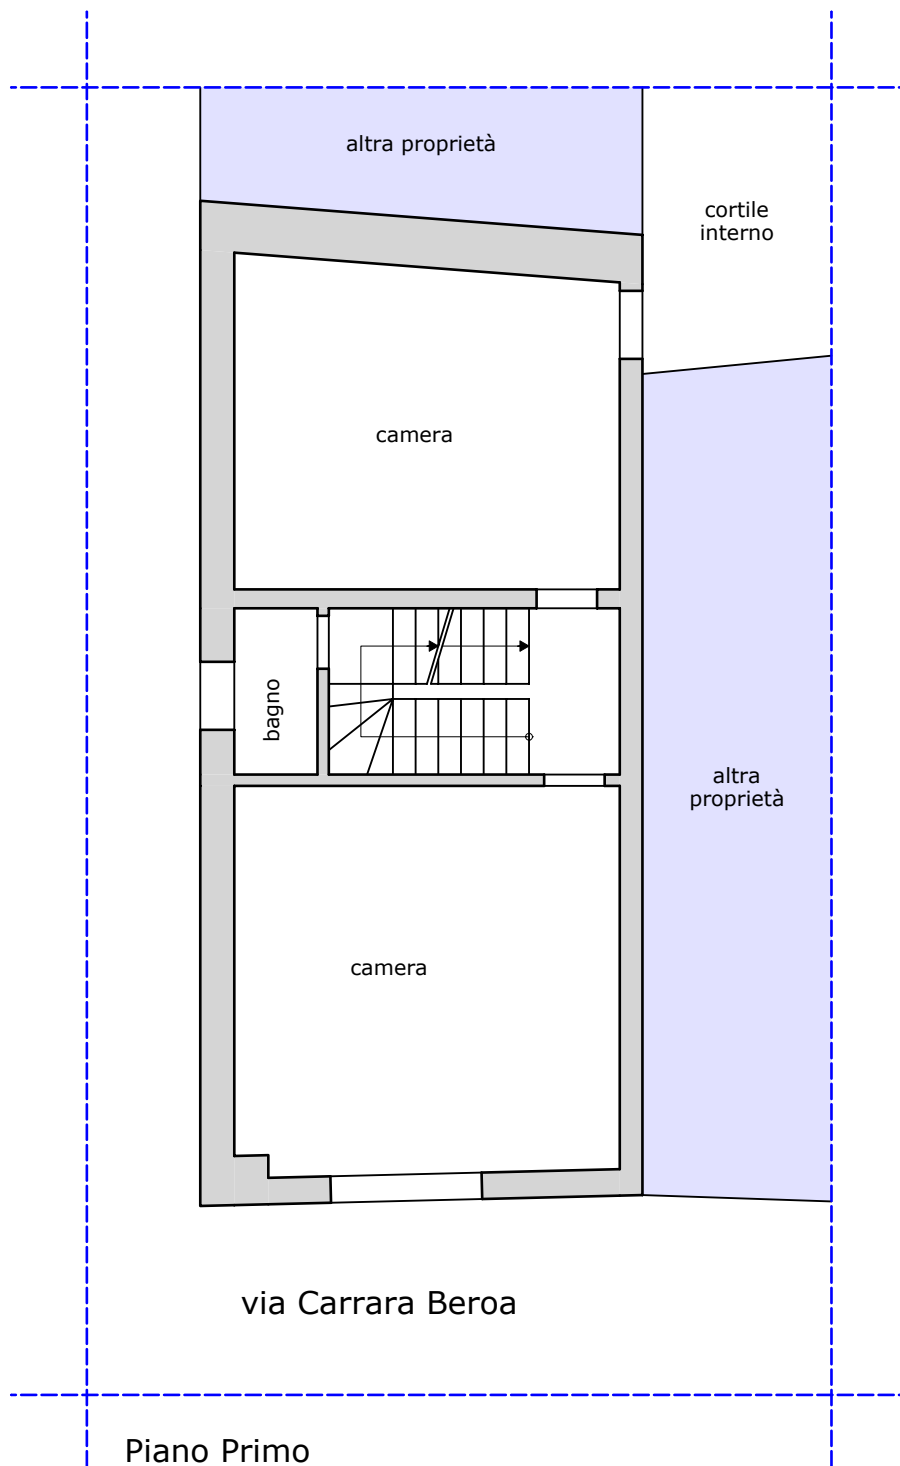 altra proprietà
cortile
interno
camera
bagno
altra
proprietà
camera
via Carrara Beroa
Piano Primo